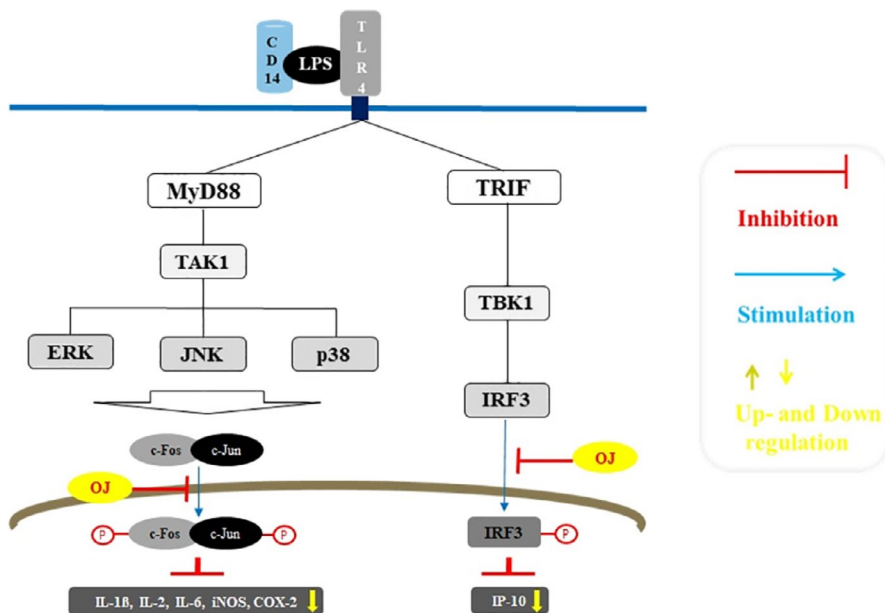 C
D
14
LPS
T
L
R
4
MyD88
TRIF
TAK1
TBK1
ERK
JNK
p38
IRF3
c-Fos
c-Jun
OJ
OJ
P
c-Fos
c-Jun
P
IRF3
P
IL-1ß, IL-2, IL-6, iNOS, COX-2
IP-10
Inhibition
Stimulation
Up- and Down
regulation